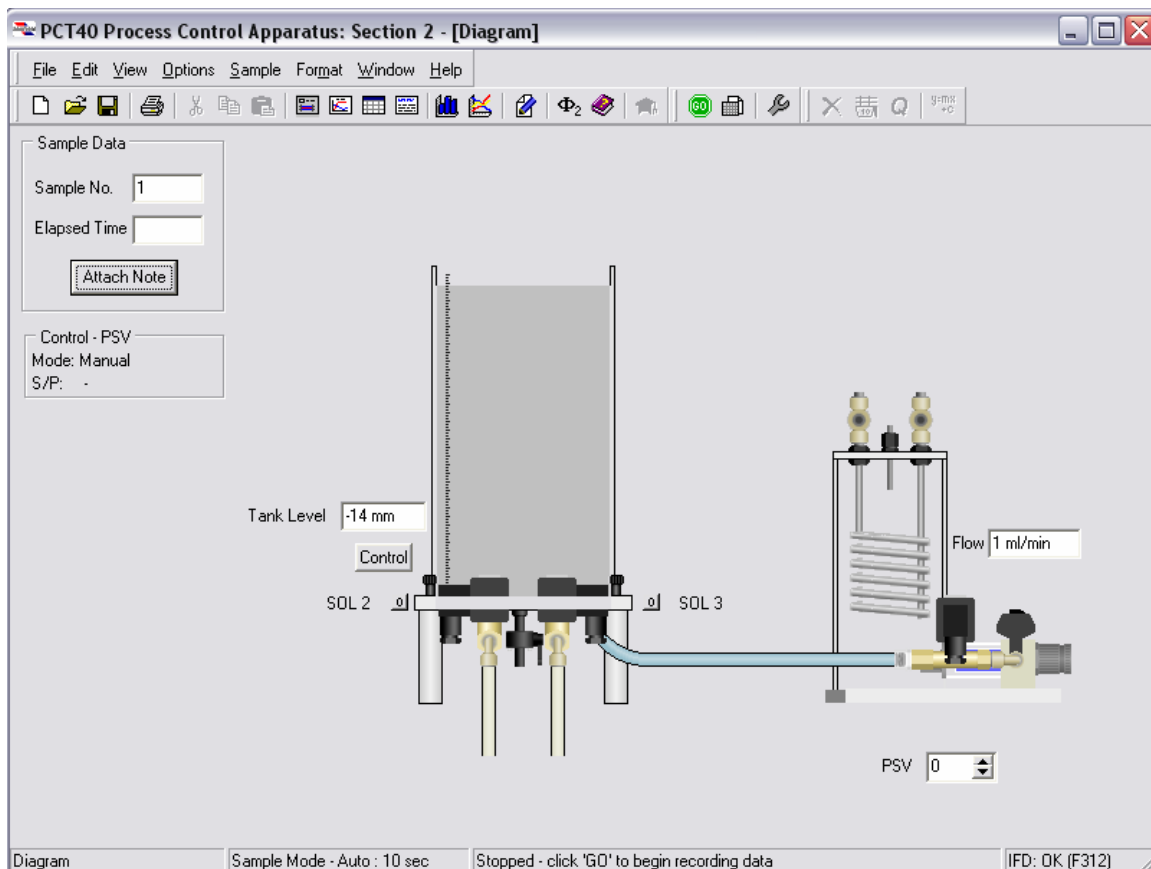 PCT40 Process Control Apparatus: Section 2 - [Diagram]
File Edit View Options Sample Format Window Help
GO Φ2 Q y=mx +c
Sample Data
Sample No. 1
Elapsed Time
Attach Note
Control - PSV
Mode: Manual
S/P: -
Tank Level -14 mm
Control
Flow 1 ml/min
SOL 2 0 0 SOL 3
PSV 0
Diagram Sample Mode - Auto : 10 sec Stopped - click 'GO' to begin recording data IFD: OK (F312)